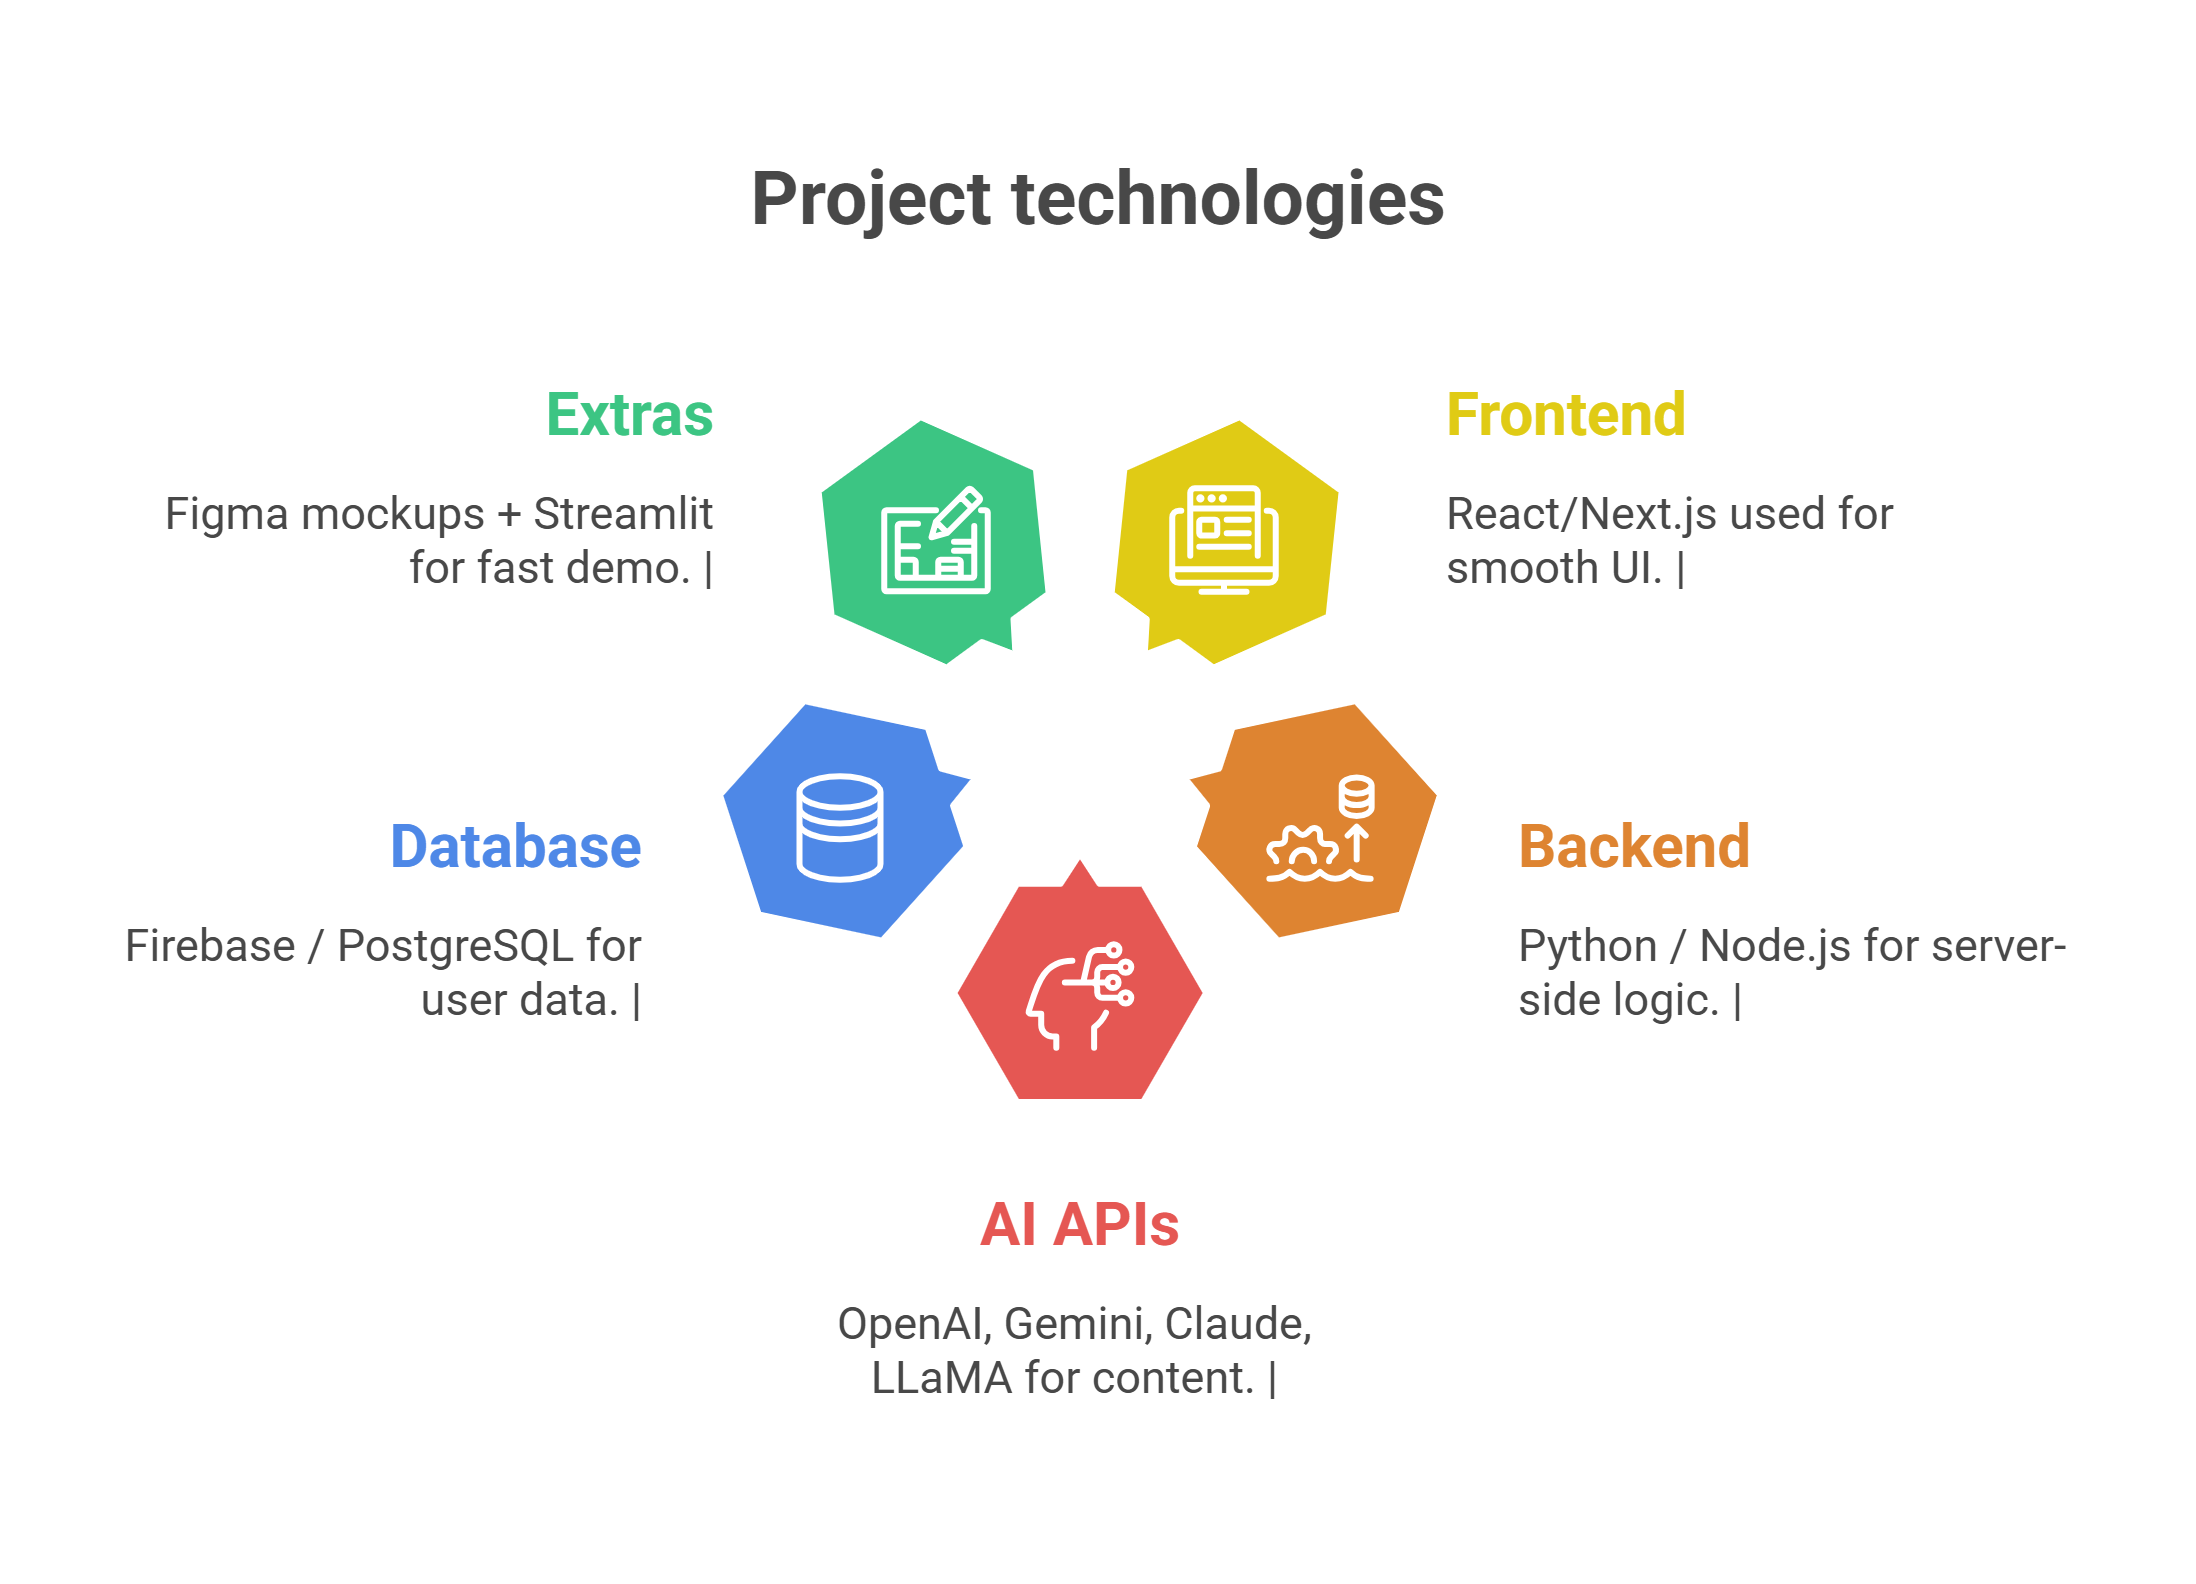 Project technologies
Extras
Figma mockups + Streamlit
for fast demo. |
Frontend
React/Next.js used for
smooth UI. |
Database
Firebase / PostgreSQL for
user data. |
Backend
Python / Node.js for server-
side logic. |
AI APIs
OpenAI, Gemini, Claude,
LLaMA for content. |